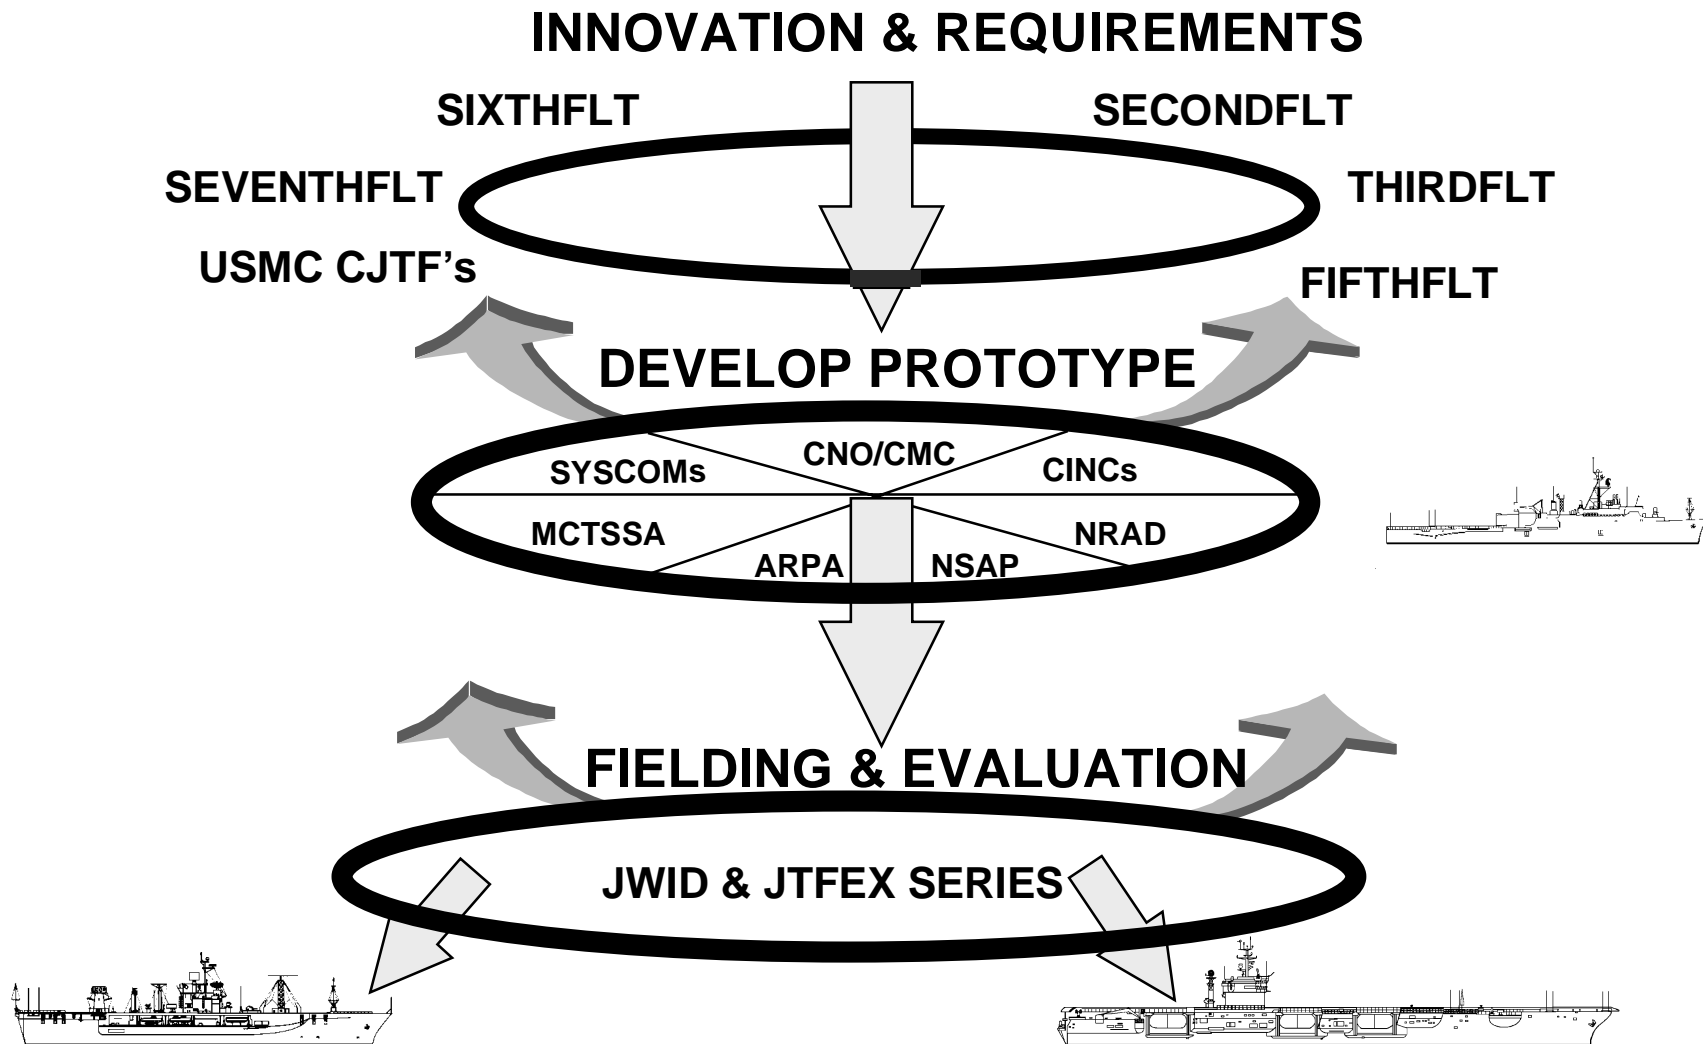 INNOVATION & REQUIREMENTS
SIXTHFLT
SECONDFLT
SEVENTHFLT
THIRDFLT
USMC CJTF’s
FIFTHFLT
DEVELOP PROTOTYPE
CNO/CMC
SYSCOMs
CINCs
MCTSSA
NRAD
ARPA
NSAP
FIELDING & EVALUATION
JWID & JTFEX SERIES